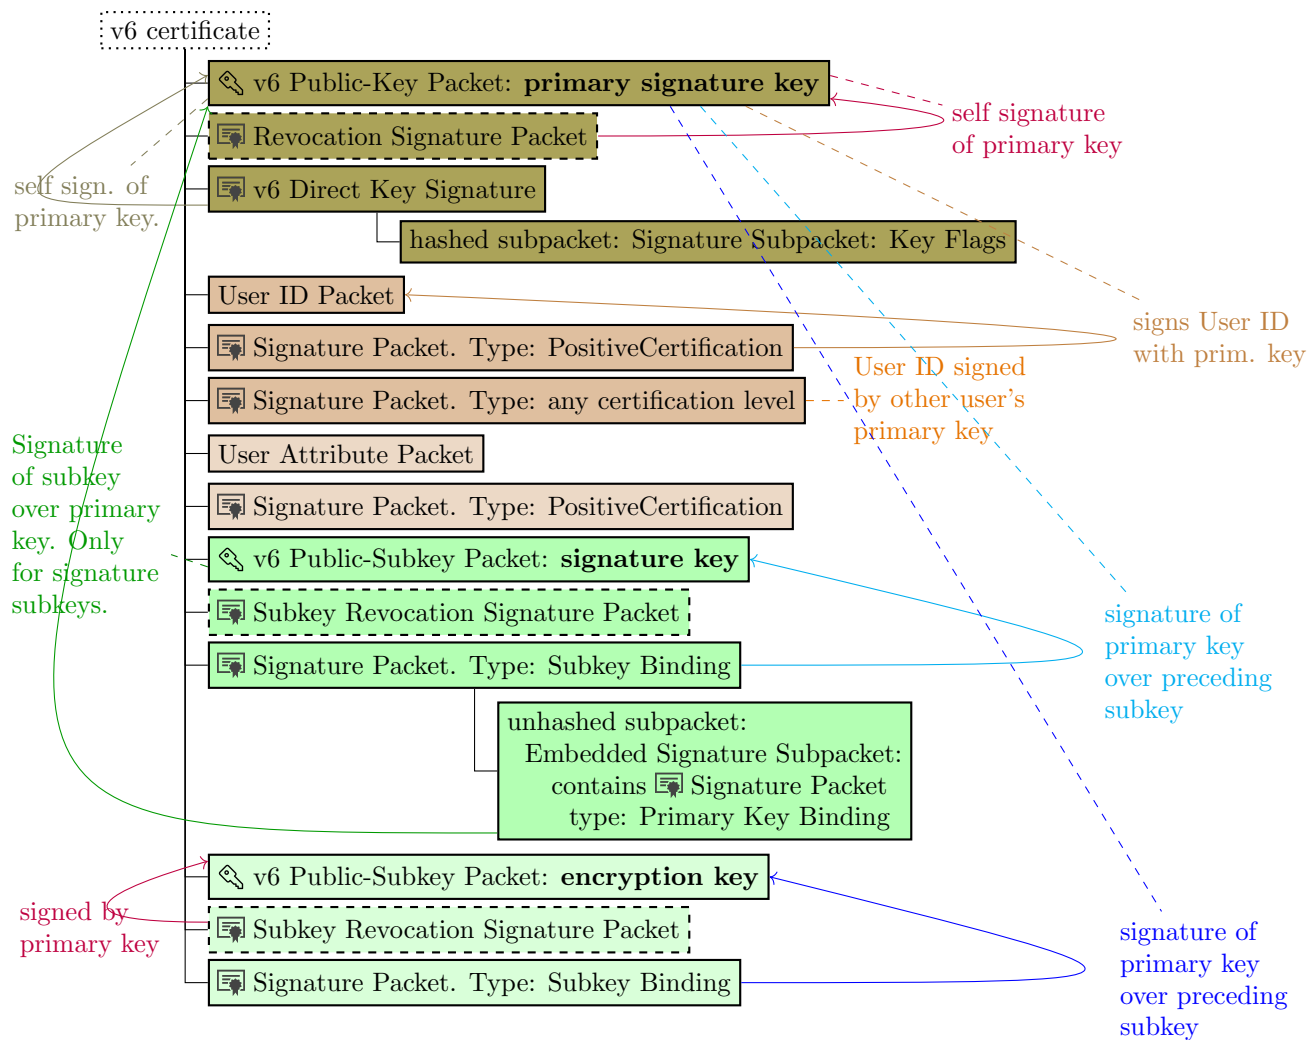 v6 certificate
v6 Public-Key Packet: primary signature key
self signature
of primary key
Revocation Signature Packet
v6 Direct Key Signature
self sign. of
primary key.
hashed subpacket: Signature Subpacket: Key Flags
User ID Packet
signs User ID
with prim. key
Signature Packet. Type: PositiveCertification
User ID signed
by other user's
primary key
Signature Packet. Type: any certification level
User Attribute Packet
Signature
of subkey
over primary
key. Only
for signature
subkeys.
Signature Packet. Type: PositiveCertification
v6 Public-Subkey Packet: signature key
Subkey Revocation Signature Packet
signature of
primary key
over preceding
subkey
Signature Packet. Type: Subkey Binding
unhashed subpacket:
Embedded Signature Subpacket:
contains Signature Packet
type: Primary Key Binding
v6 Public-Subkey Packet: encryption key
signed by
primary key
Subkey Revocation Signature Packet
signature of
primary key
over preceding
subkey
Signature Packet. Type: Subkey Binding